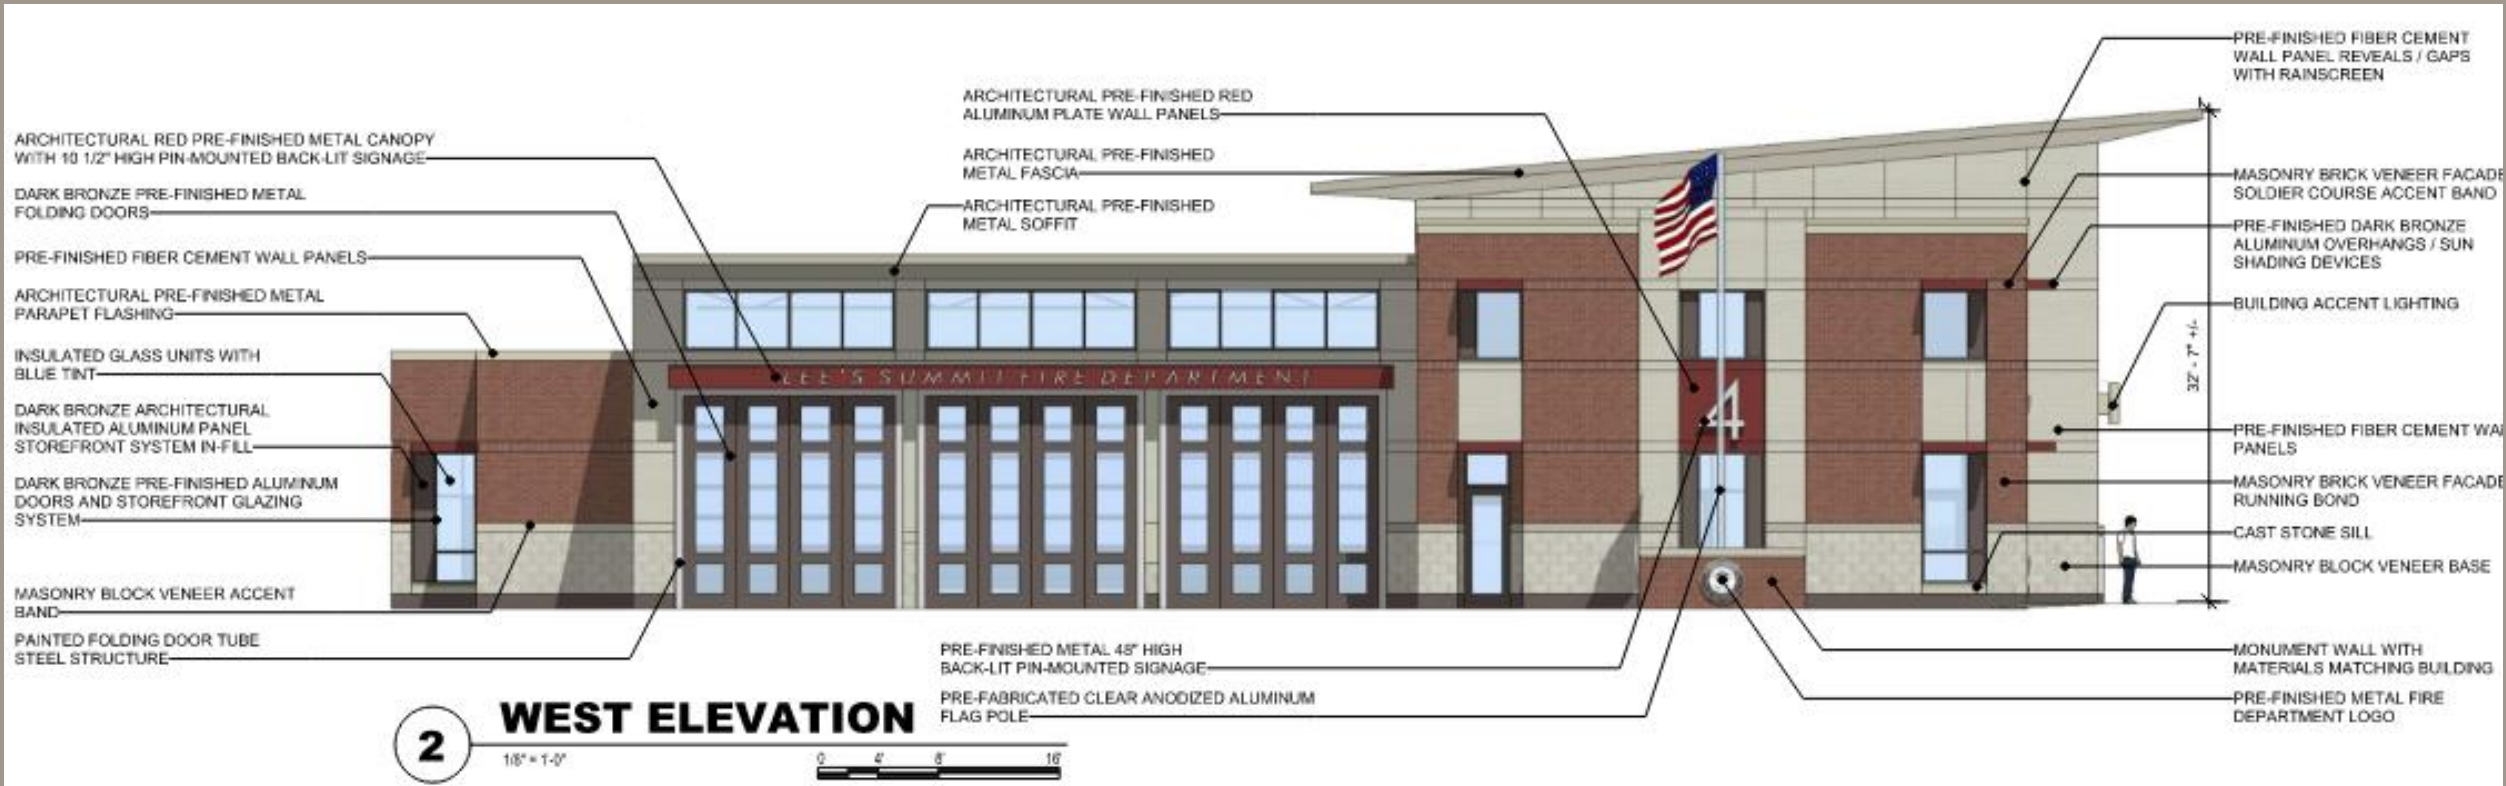 ARCHITECTURAL RED PRE-FINISHED METAL CANOPY
WITH 10 1/2" HIGH PIN-MOUNTED BACK-LIT SIGNAGE
DARK BRONZE PRE-FINISHED METAL
FOLDING DOORS
PRE-FINISHED FIBER CEMENT WALL PANELS
ARCHITECTURAL PRE-FINISHED METAL
PARAPET FLASHING
INSULATED GLASS UNITS WITH
BLUE TINT
DARK BRONZE ARCHITECTURAL
INSULATED ALUMINUM PANEL
STOREFRONT SYSTEM IN-FILL
DARK BRONZE PRE-FINISHED ALUMINUM
DOORS AND STOREFRONT GLAZING
SYSTEM
MASONRY BLOCK VENEER ACCENT
BAND
PAINTED FOLDING DOOR TUBE
STEEL STRUCTURE
ARCHITECTURAL PRE-FINISHED RED
ALUMINUM PLATE WALL PANELS
ARCHITECTURAL PRE-FINISHED
METAL FASCIA
ARCHITECTURAL PRE-FINISHED
METAL SOFFIT
LEE'S SUMMIT FIRE DEPARTMENT
4
PRE-FINISHED METAL 48" HIGH
BACK-LIT PIN-MOUNTED SIGNAGE
PRE-FABRICATED CLEAR ANODIZED ALUMINUM
FLAG POLE
PRE-FINISHED FIBER CEMENT
WALL PANEL REVEALS / GAPS
WITH RAINSCREEN
MASONRY BRICK VENEER FACADE
SOLDIER COURSE ACCENT BAND
PRE-FINISHED DARK BRONZE
ALUMINUM OVERHANGS / SUN
SHADING DEVICES
BUILDING ACCENT LIGHTING
32' - 7" +/-
PRE-FINISHED FIBER CEMENT WA
PANELS
MASONRY BRICK VENEER FACADE
RUNNING BOND
CAST STONE SILL
MASONRY BLOCK VENEER BASE
MONUMENT WALL WITH
MATERIALS MATCHING BUILDING
PRE-FINISHED METAL FIRE
DEPARTMENT LOGO
2
WEST ELEVATION
1/8" = 1'-0"
0 4' 8' 16'